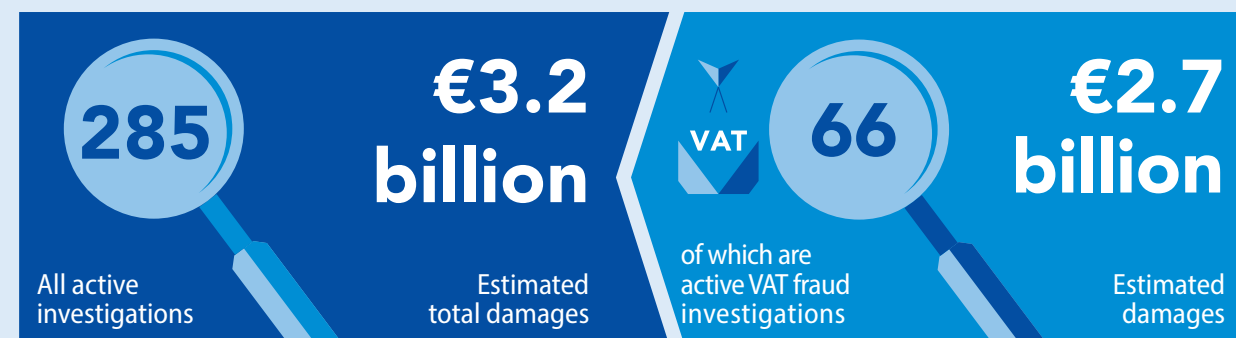 285
€3.2
billion
All active
investigations
Estimated
total damages
VAT
66
€2.7
billion
of which are
active VAT fraud
investigations
Estimated
damages